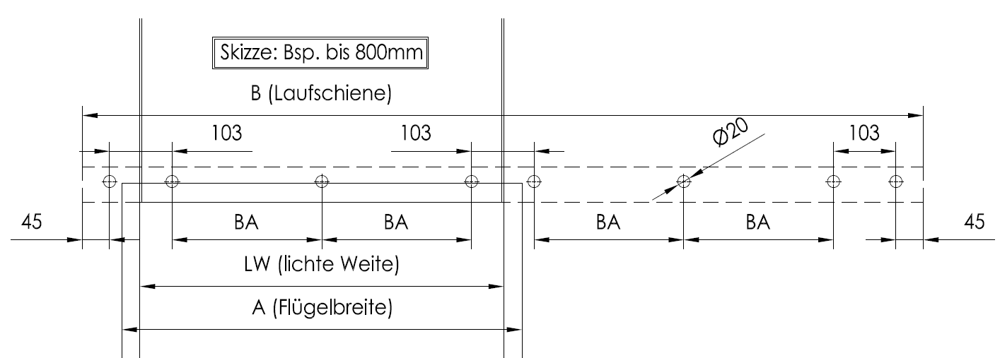 Skizze: Bsp. bis 800mm
B (Laufschiene)
103
103
Ø20
103
45
BA
BA
BA
BA
45
LW (lichte Weite)
A (Flügelbreite)